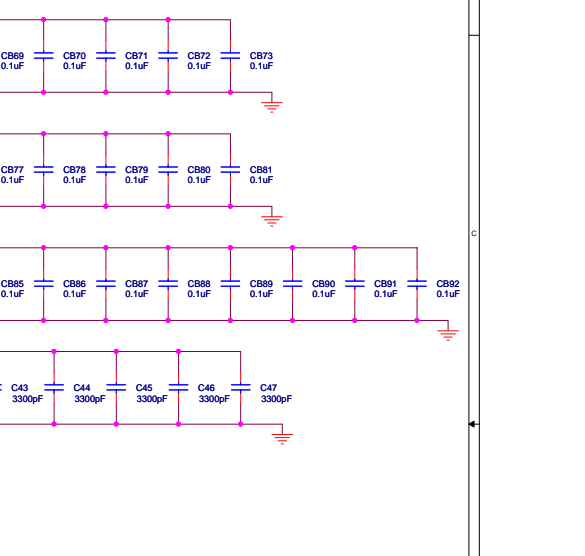 CB69 CB70 CB71 CB72 CB73
0.1uF 0.1uF 0.1uF 0.1uF 0.1uF
CB77 CB78 CB79 CB80 CB81
0.1uF 0.1uF 0.1uF 0.1uF 0.1uF
C
CB85 CB86 CB87 CB88 CB89 CB90 CB91 CB92
0.1uF 0.1uF 0.1uF 0.1uF 0.1uF 0.1uF 0.1uF 0.1uF
C43 C44 C45 C46 C47
3300pF 3300pF 3300pF 3300pF 3300pF